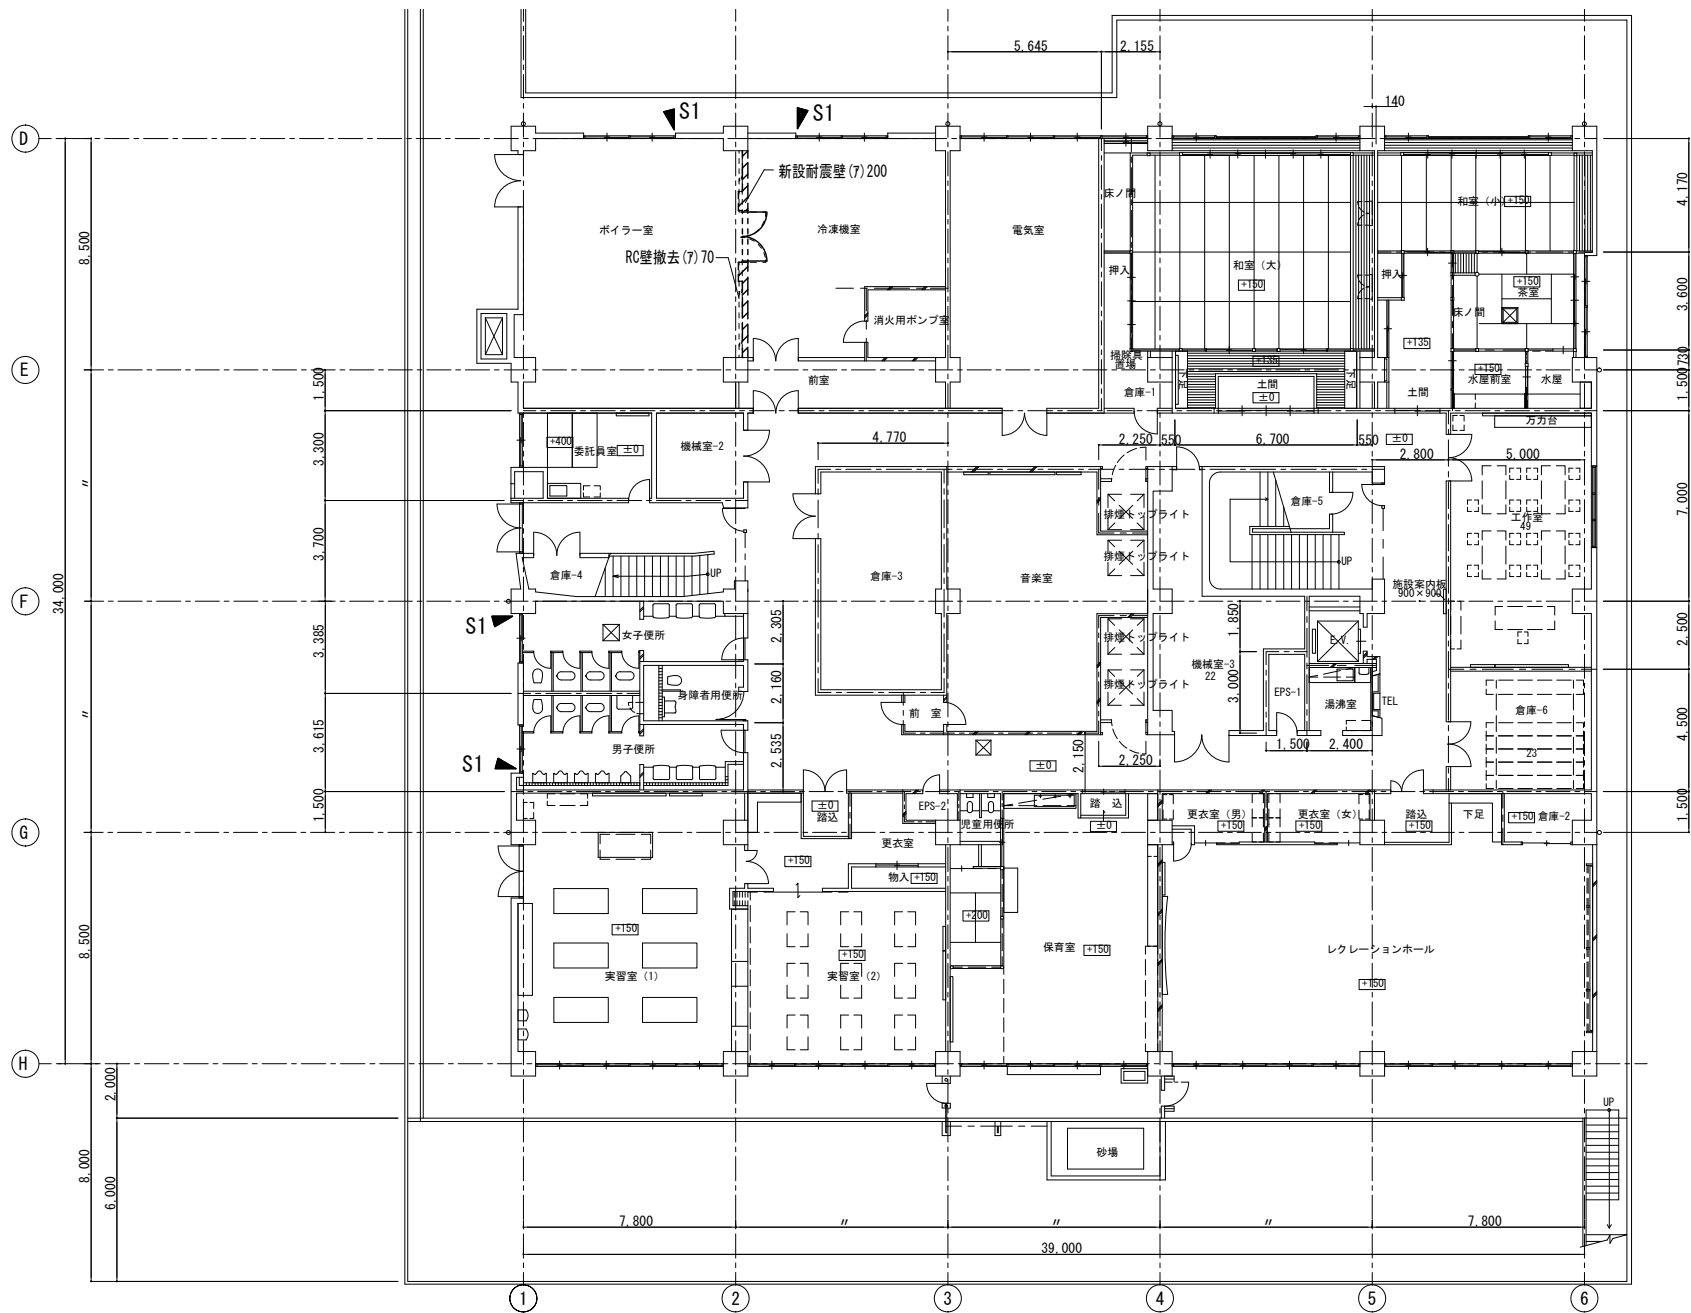 5,645
2,155
140
S1
S1
D
新設耐震壁(ｱ)200
床ノ間
和室（小）
+150
4,170
8,500
ボイラー室
冷凍機室
電気室
RC壁撤去(ｱ)70
和室（大）
+150
押入
押入
+150
茶室
床ノ間
3,600
消火用ポンプ室
+135
掃除具
置場
+135
+150
730
E
前室
倉庫-1
下足
土間
±0
下足
土間
水屋前室
水屋
1,500
1,500
万力台
+400
委託員室
±0
機械室-2
4,770
2,250
550
6,700
550
±0
2,800
5,000
3,300
〃
倉庫-5
7,000
排煙トップライト
工作室
49
3,700
排煙トップライト
倉庫-4
UP
倉庫-3
音楽室
UP
施設案内板
900×900
34,000
F
S1
女子便所
2,305
排煙トップライト
1,850
E.V.
2,500
3,385
機械室-3
22
排煙トップライト
身障者用便所
2,160
3,000
EPS-1
湯沸室
TEL
前 室
倉庫-6
4,500
〃
3,615
男子便所
2,535
2,150
1,500
2,400
23
S1
±0
2,250
±0
踏込
EPS-2
踏 込
±0
更衣室（男）
+150
更衣室（女）
+150
踏込
+150
下足
+150
倉庫-2
1,500
1,500
G
児童用便所
更衣室
+150
物入
+150
1
+200
8,500
+150
保育室
+150
レクレーションホール
+150
実習室（1）
+150
実習室（2）
+150
H
2,000
UP
砂場
8,000
6,000
7,800
〃
〃
〃
7,800
39,000
1
2
3
4
5
6